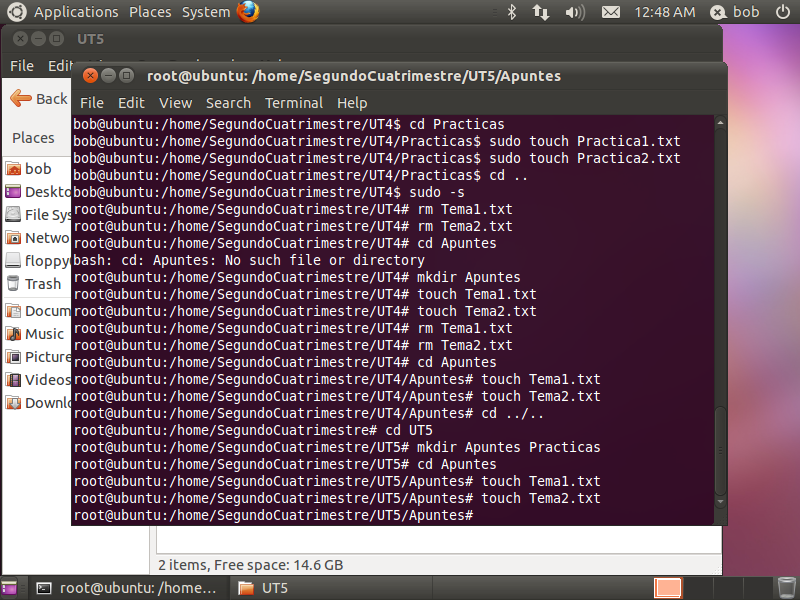 Applications Places System
12:48 AM
bob
UT5
File Edit
Back
Places
bob
Deskto
File Sys
Netwo
floppy
Trash
Docum
Music
Picture
Videos
Downlo
root@ubuntu: /home/SegundoCuatrimestre/UT5/Apuntes
File Edit View Search Terminal Help
bob@ubuntu:/home/SegundoCuatrimestre/UT4$ cd Practicas
bob@ubuntu:/home/SegundoCuatrimestre/UT4/Practicas$ sudo touch Practica1.txt
bob@ubuntu:/home/SegundoCuatrimestre/UT4/Practicas$ sudo touch Practica2.txt
bob@ubuntu:/home/SegundoCuatrimestre/UT4/Practicas$ cd ..
bob@ubuntu:/home/SegundoCuatrimestre/UT4$ sudo -s
root@ubuntu:/home/SegundoCuatrimestre/UT4# rm Tema1.txt
root@ubuntu:/home/SegundoCuatrimestre/UT4# rm Tema2.txt
root@ubuntu:/home/SegundoCuatrimestre/UT4# cd Apuntes
bash: cd: Apuntes: No such file or directory
root@ubuntu:/home/SegundoCuatrimestre/UT4# mkdir Apuntes
root@ubuntu:/home/SegundoCuatrimestre/UT4# touch Tema1.txt
root@ubuntu:/home/SegundoCuatrimestre/UT4# touch Tema2.txt
root@ubuntu:/home/SegundoCuatrimestre/UT4# rm Tema1.txt
root@ubuntu:/home/SegundoCuatrimestre/UT4# rm Tema2.txt
root@ubuntu:/home/SegundoCuatrimestre/UT4# cd Apuntes
root@ubuntu:/home/SegundoCuatrimestre/UT4/Apuntes# touch Tema1.txt
root@ubuntu:/home/SegundoCuatrimestre/UT4/Apuntes# touch Tema2.txt
root@ubuntu:/home/SegundoCuatrimestre/UT4/Apuntes# cd ../..
root@ubuntu:/home/SegundoCuatrimestre# cd UT5
root@ubuntu:/home/SegundoCuatrimestre/UT5# mkdir Apuntes Practicas
root@ubuntu:/home/SegundoCuatrimestre/UT5# cd Apuntes
root@ubuntu:/home/SegundoCuatrimestre/UT5/Apuntes# touch Tema1.txt
root@ubuntu:/home/SegundoCuatrimestre/UT5/Apuntes# touch Tema2.txt
root@ubuntu:/home/SegundoCuatrimestre/UT5/Apuntes#
2 items, Free space: 14.6 GB
root@ubuntu: /home...
UT5